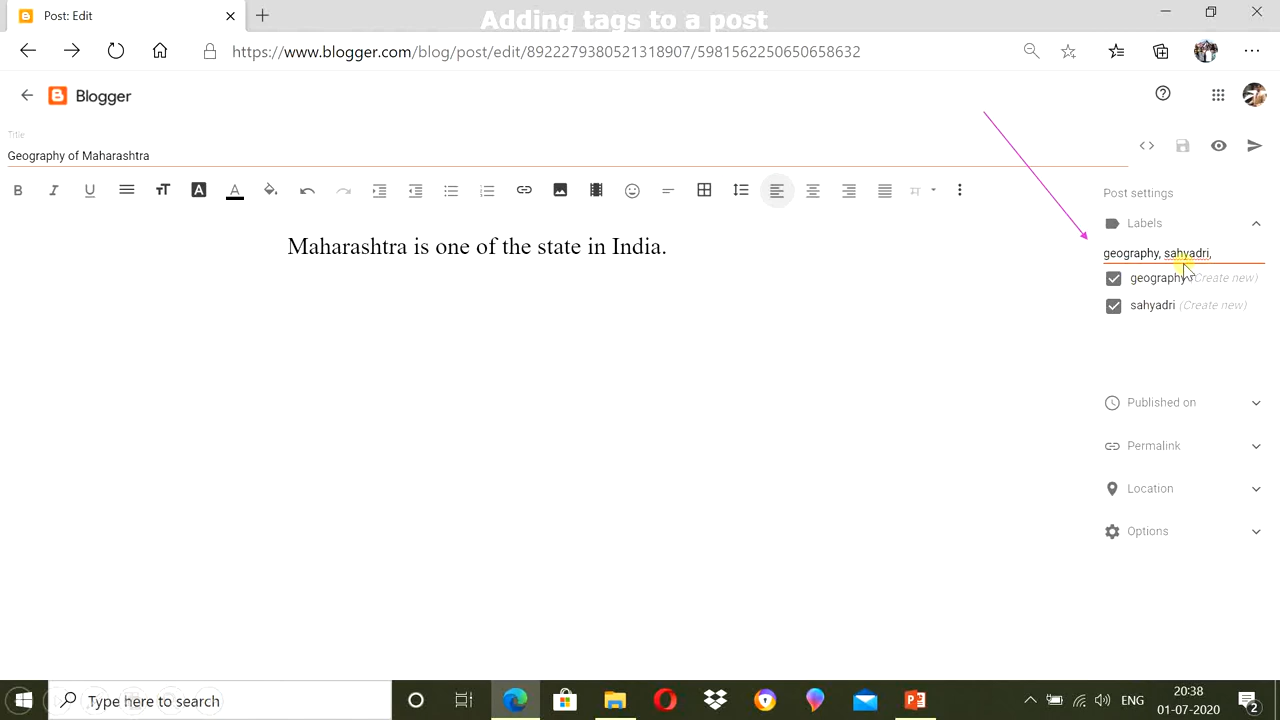 Adding tags to a post
Post: Edit
https://www.blogger.com/blog/post/edit/8922279380521318907/5981562250650658632
Blogger
Title
Geography of Maharashtra
Post settings
Labels
Maharashtra is one of the state in India.
geography, sahyadri,
geography (Create new)
sahyadri (Create new)
Published on
Permalink
Location
Options
Type here to search
ENG
20:38
01-07-2020
2